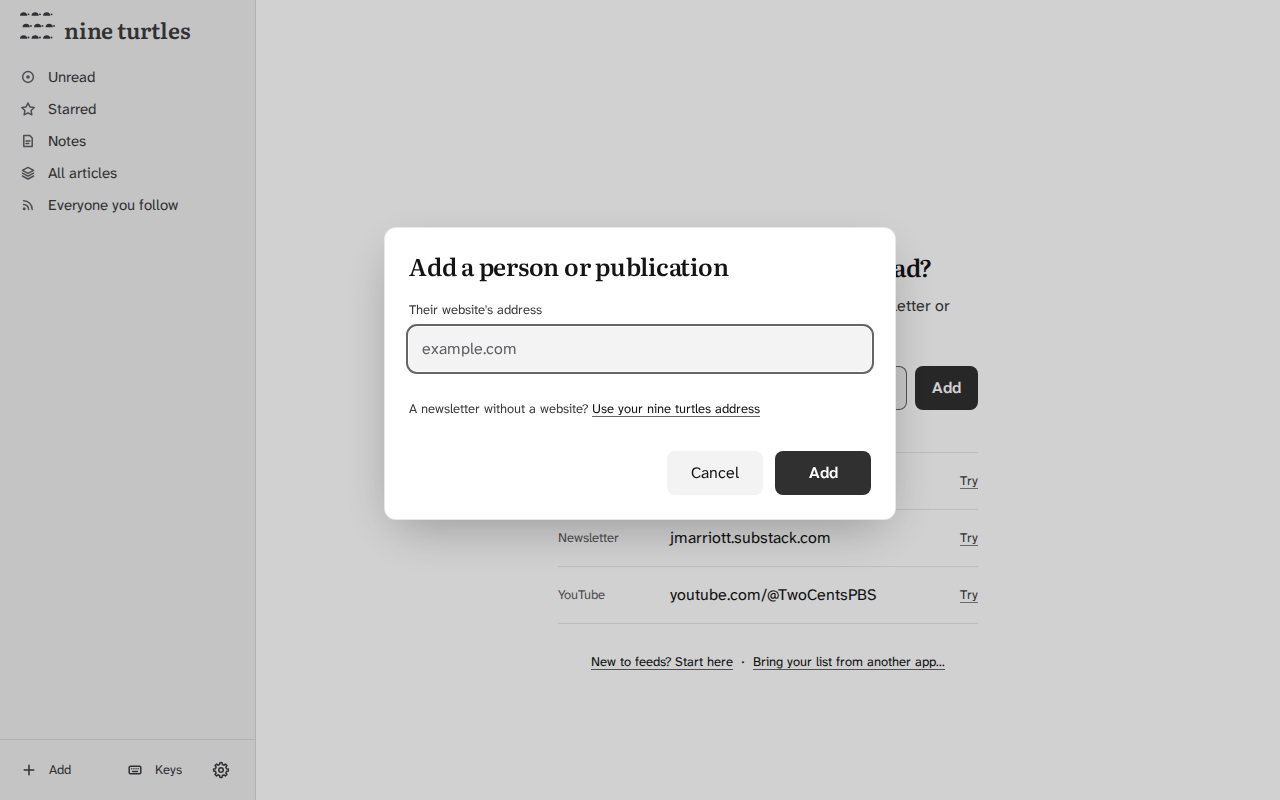 nine turtles
Unread
Starred
Notes
All articles
Everyone you follow
Add a person or publication
Their website's address
example.com
A newsletter without a website? Use your nine turtles address
Cancel
Add
ad?
etter or
Add
Try
Newsletter
jmarriott.substack.com
Try
YouTube
youtube.com/@TwoCentsPBS
Try
New to feeds? Start here · Bring your list from another app...
Add
Keys